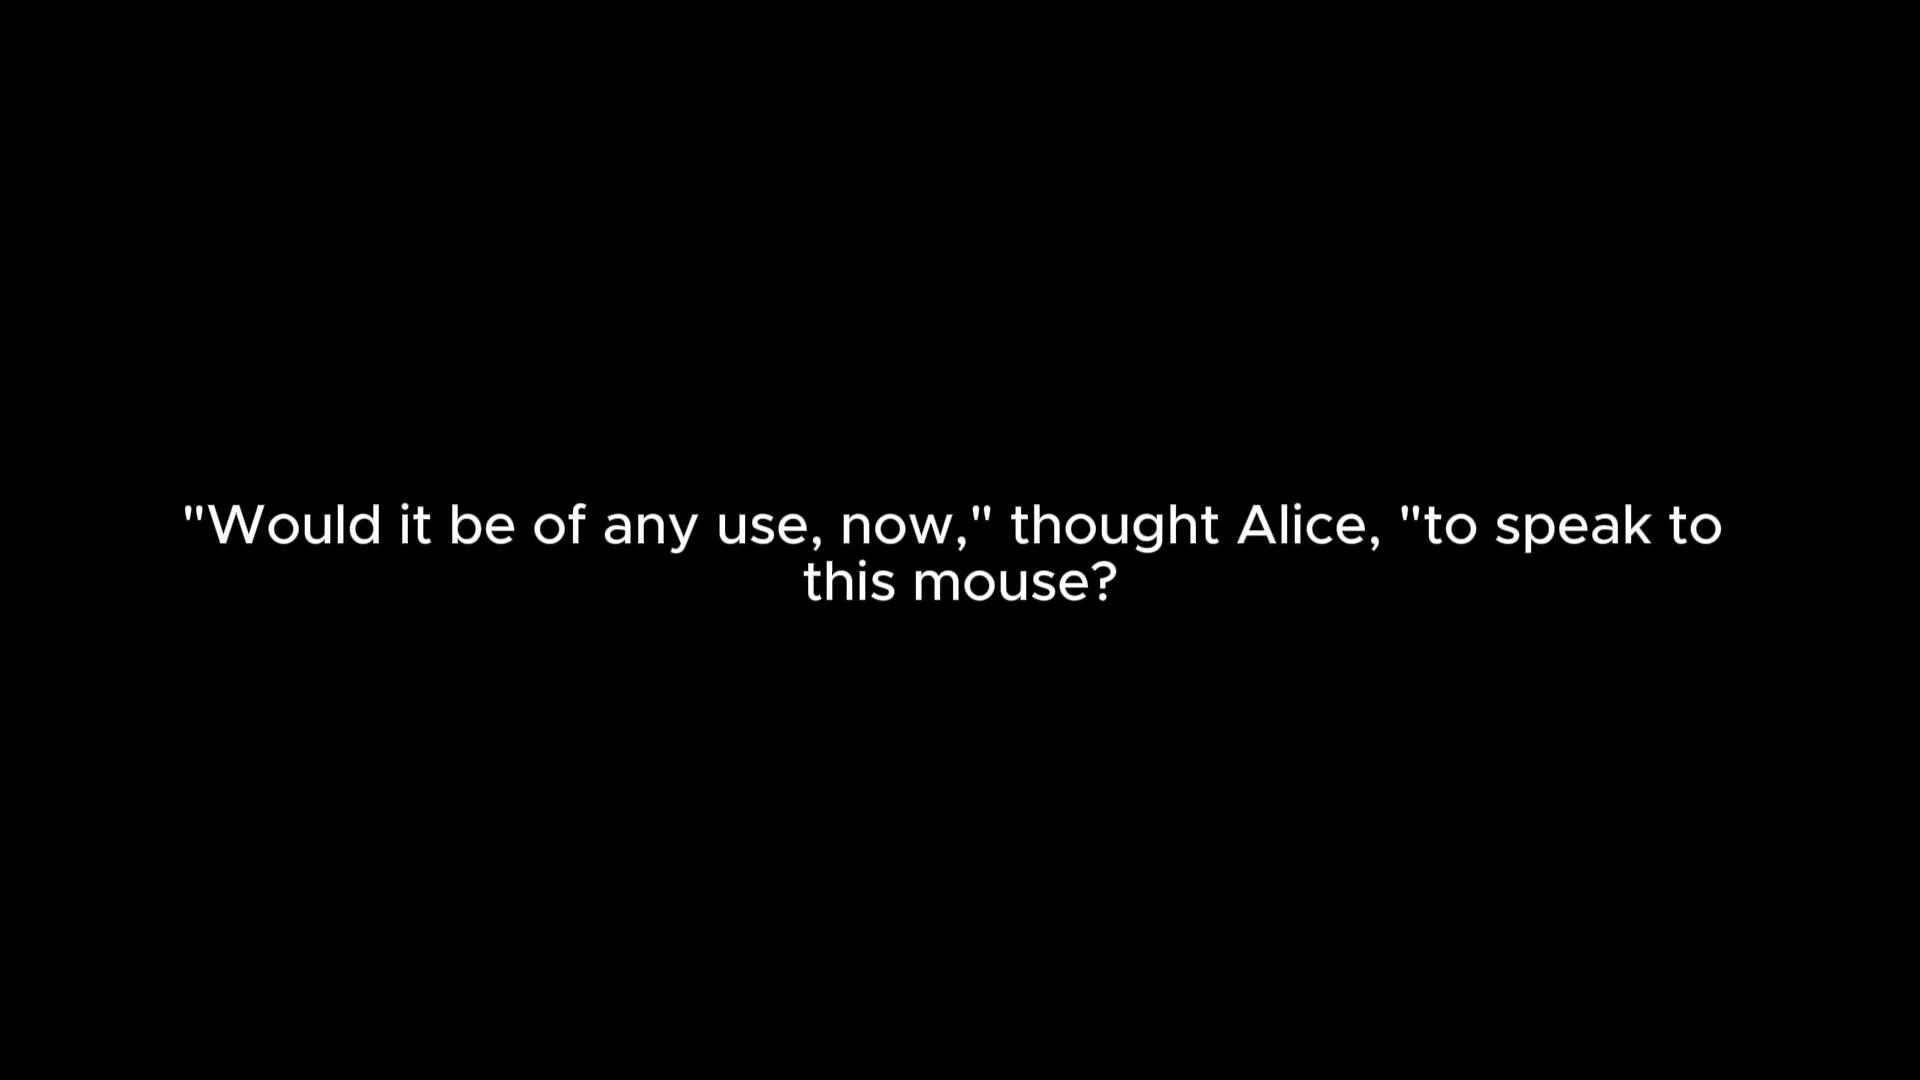 "Would it be of any use, now," thought Alice, "to speak to
this mouse?